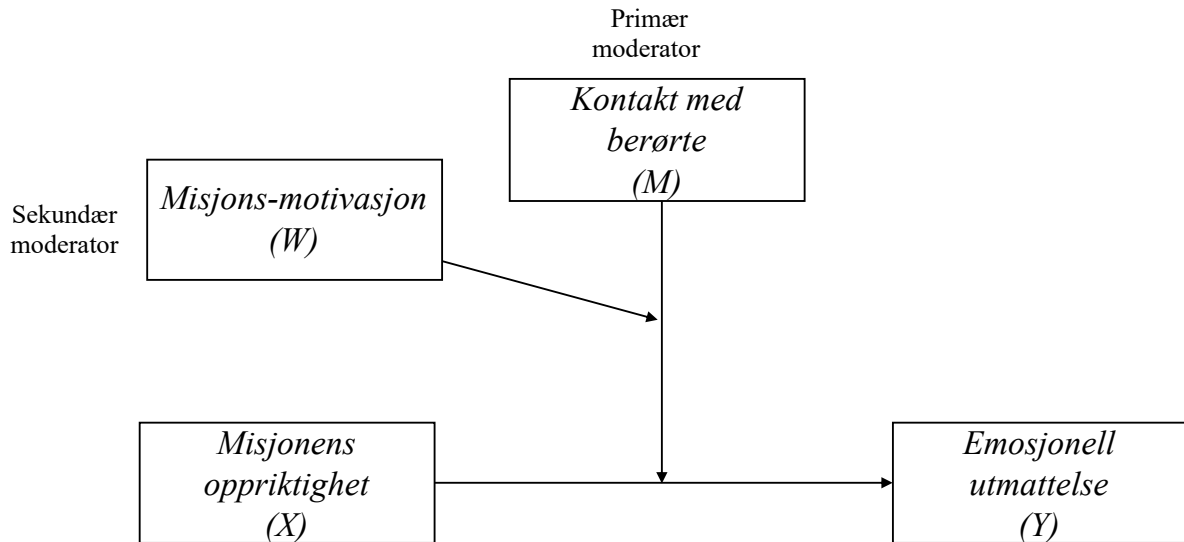 Primær
moderator
Kontakt med
berørte
(M)
Misjons-motivasjon
(W)
Sekundær
moderator
Misjonens
oppriktighet
(X)
Emosjonell
utmattelse
(Y)